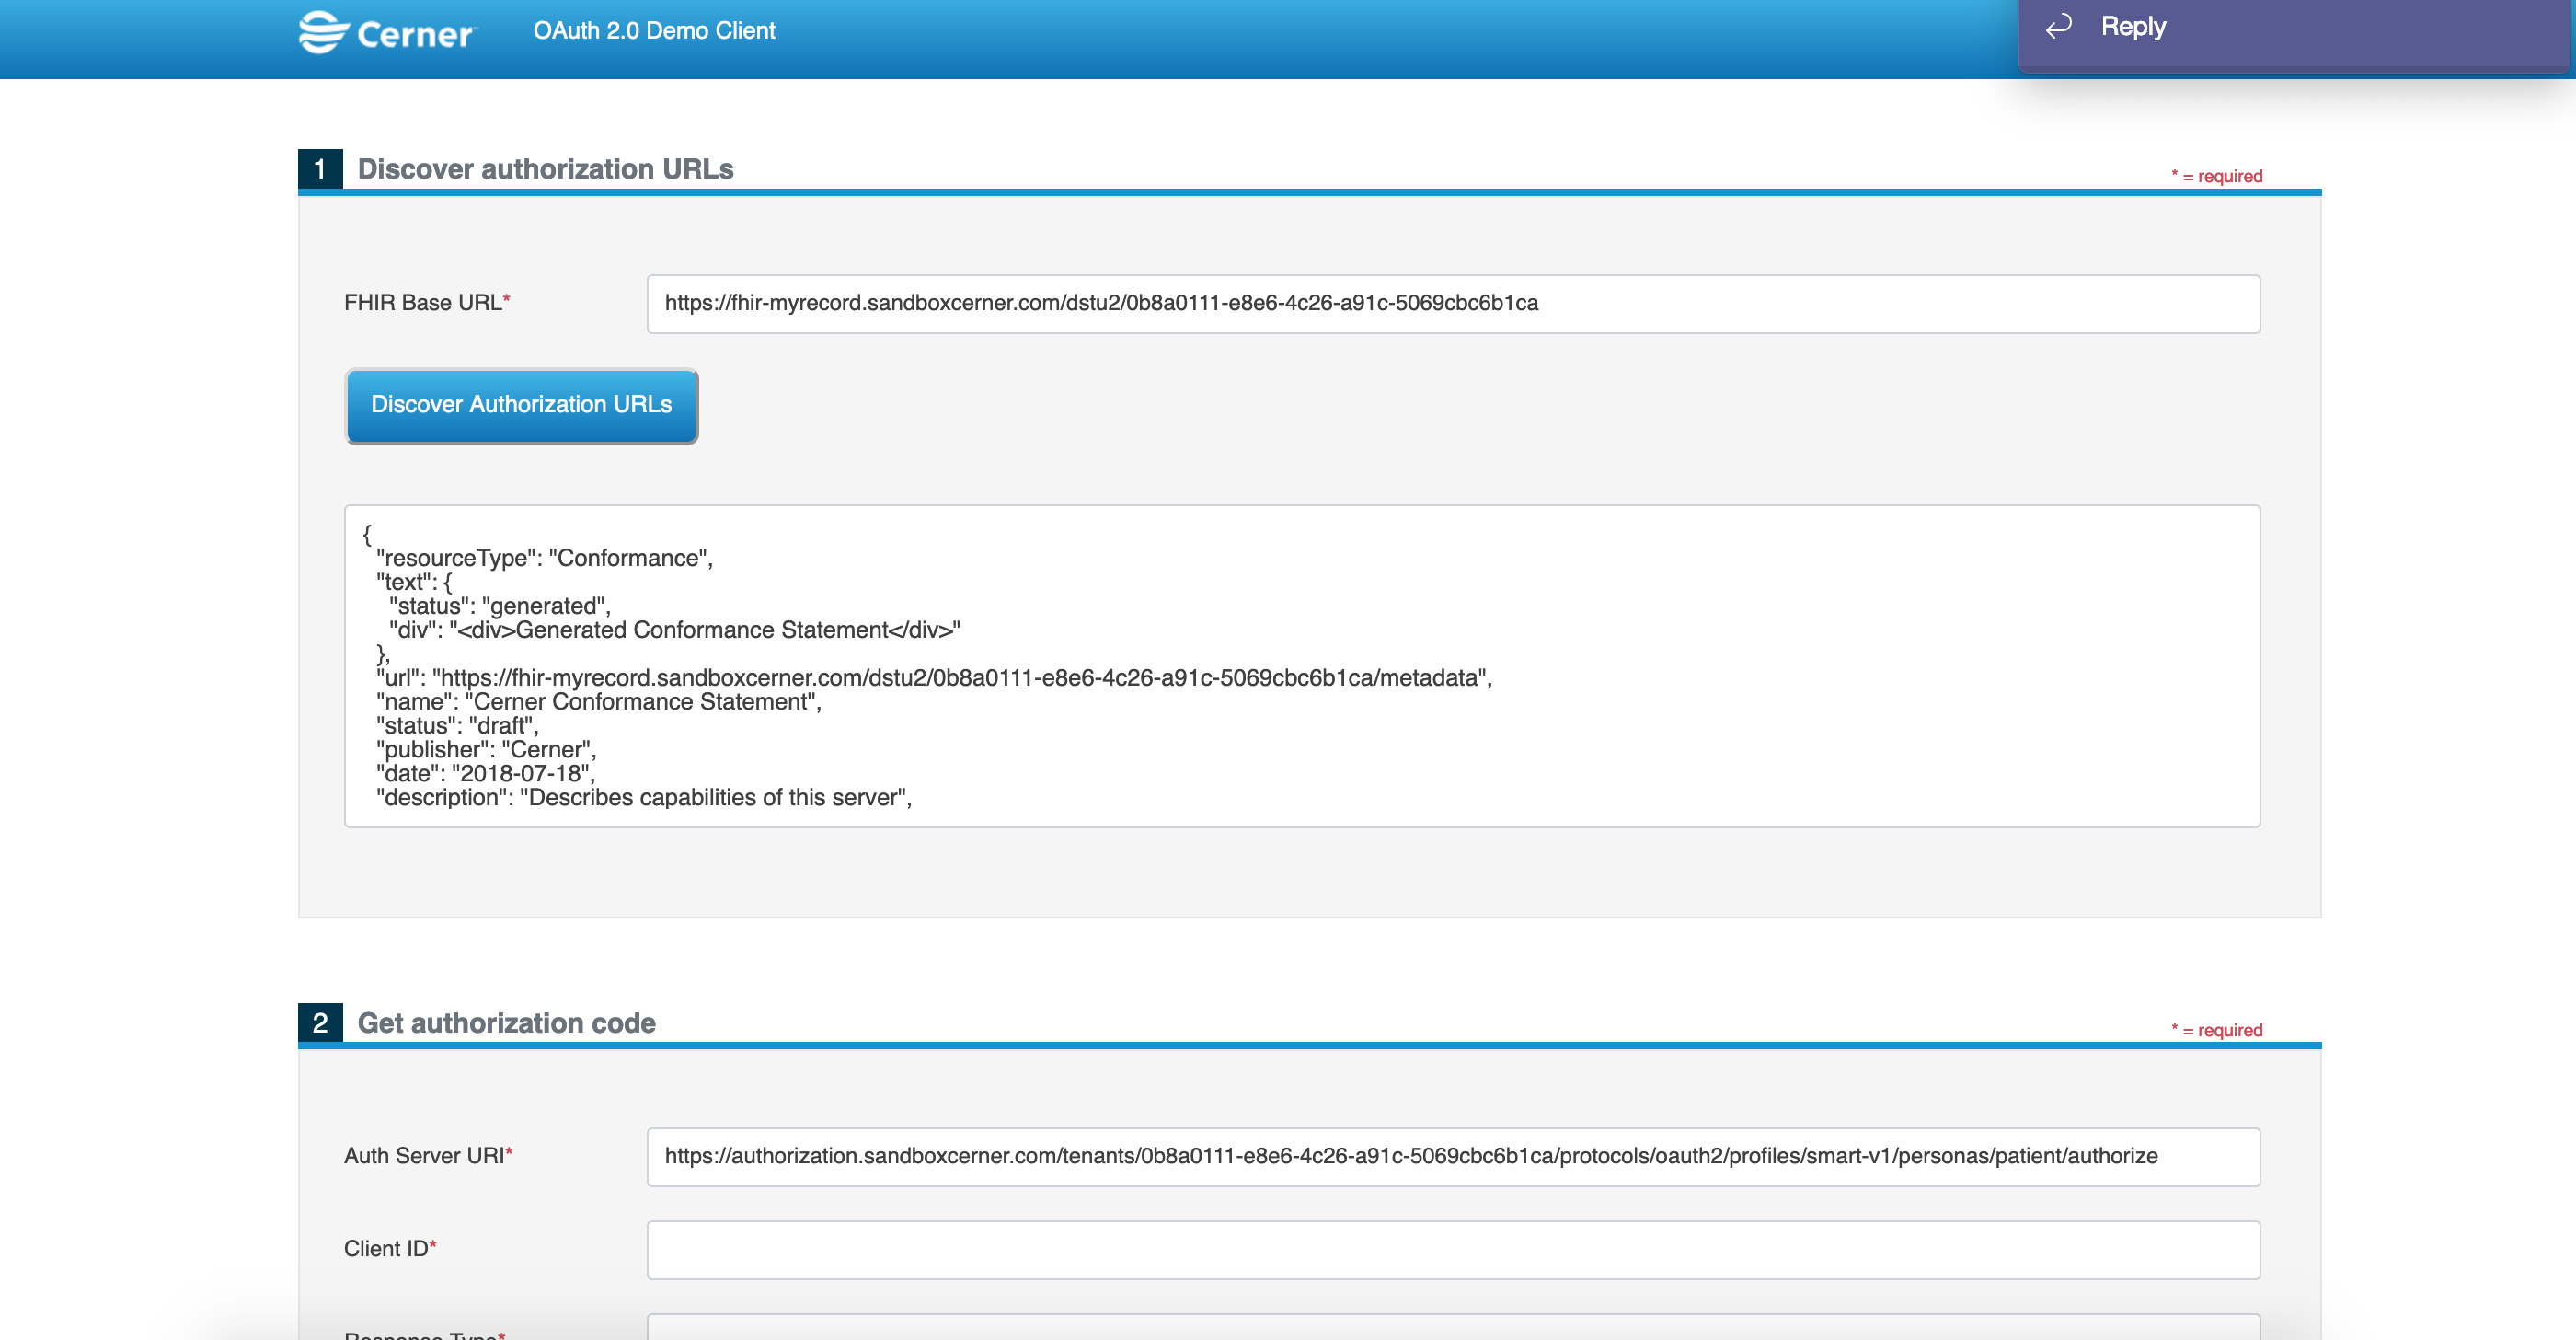 Cerner
OAuth 2.0 Demo Client
Reply
1 Discover authorization URLs
* = required
FHIR Base URL*
https://fhir-myrecord.sandboxcerner.com/dstu2/0b8a0111-e8e6-4c26-a91c-5069cbc6b1ca
Discover Authorization URLs
{
"resourceType": "Conformance",
"text": {
"status": "generated",
"div": "<div>Generated Conformance Statement</div>"
},
"url": "https://fhir-myrecord.sandboxcerner.com/dstu2/0b8a0111-e8e6-4c26-a91c-5069cbc6b1ca/metadata",
"name": "Cerner Conformance Statement",
"status": "draft",
"publisher": "Cerner",
"date": "2018-07-18",
"description": "Describes capabilities of this server",
2 Get authorization code
* = required
Auth Server URI*
https://authorization.sandboxcerner.com/tenants/0b8a0111-e8e6-4c26-a91c-5069cbc6b1ca/protocols/oauth2/profiles/smart-v1/personas/patient/authorize
Client ID*
Response Type*